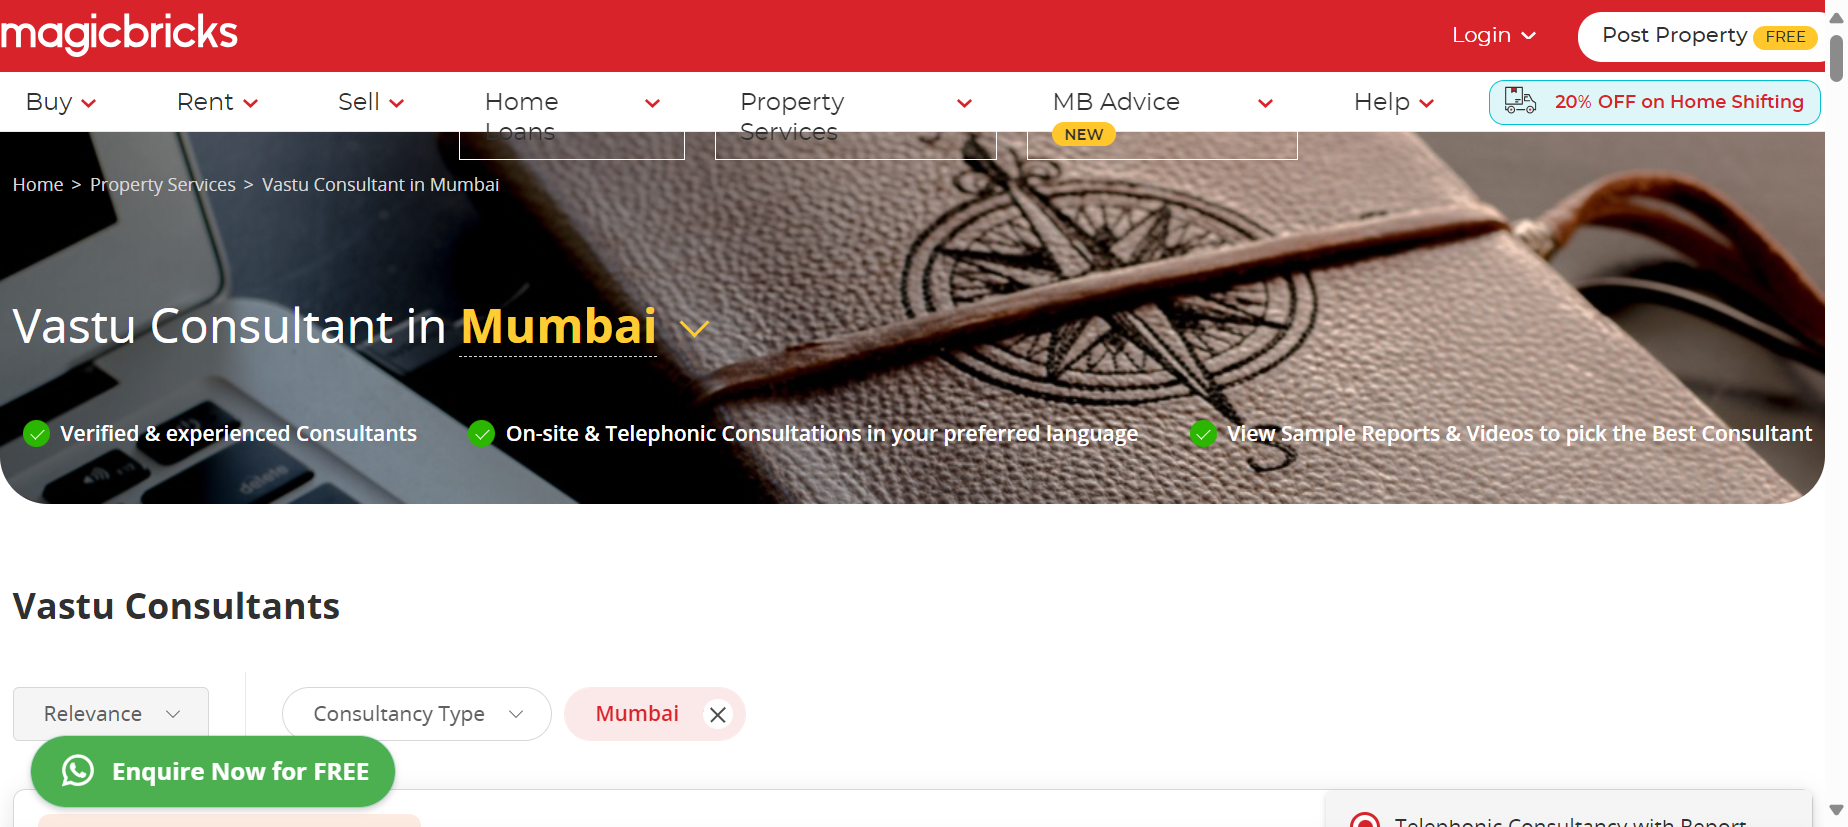 magicbricks
Login
Post Property FREE
Buy
Rent
Sell
Home Loans
Property Services
MB Advice NEW
Help
20% OFF on Home Shifting
Home > Property Services > Vastu Consultant in Mumbai
Vastu Consultant in Mumbai
Verified & experienced Consultants
On-site & Telephonic Consultations in your preferred language
View Sample Reports & Videos to pick the Best Consultant
delete
Vastu Consultants
Relevance
Consultancy Type
Mumbai
Enquire Now for FREE
Telephonic Consultancy with Report